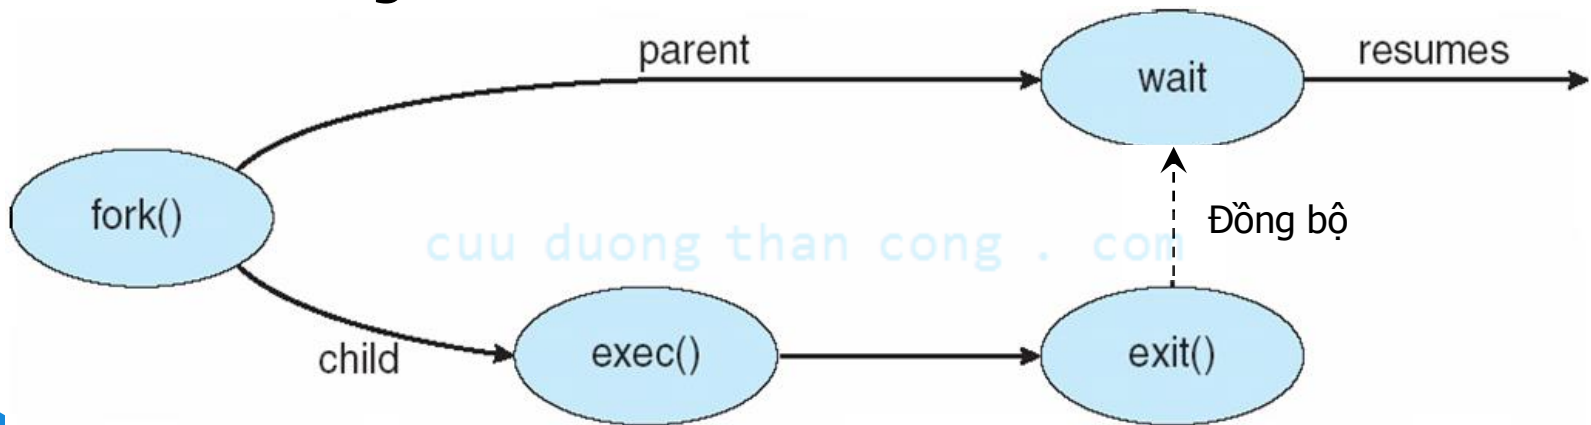 parent
wait
resumes
fork()
cuu duong than cong . com
Đồng bộ
child
exec()
exit()